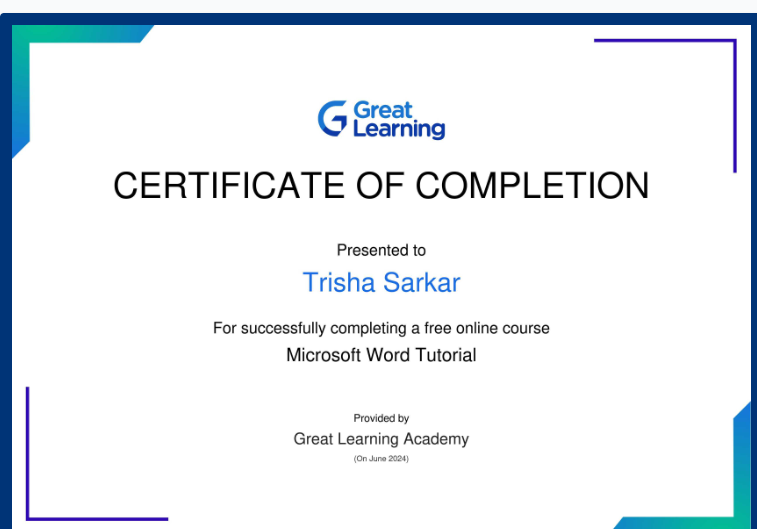 Great
Learning
CERTIFICATE OF COMPLETION
Presented to
Trisha Sarkar
For successfully completing a free online course
Microsoft Word Tutorial
Provided by
Great Learning Academy
(On June 2024)